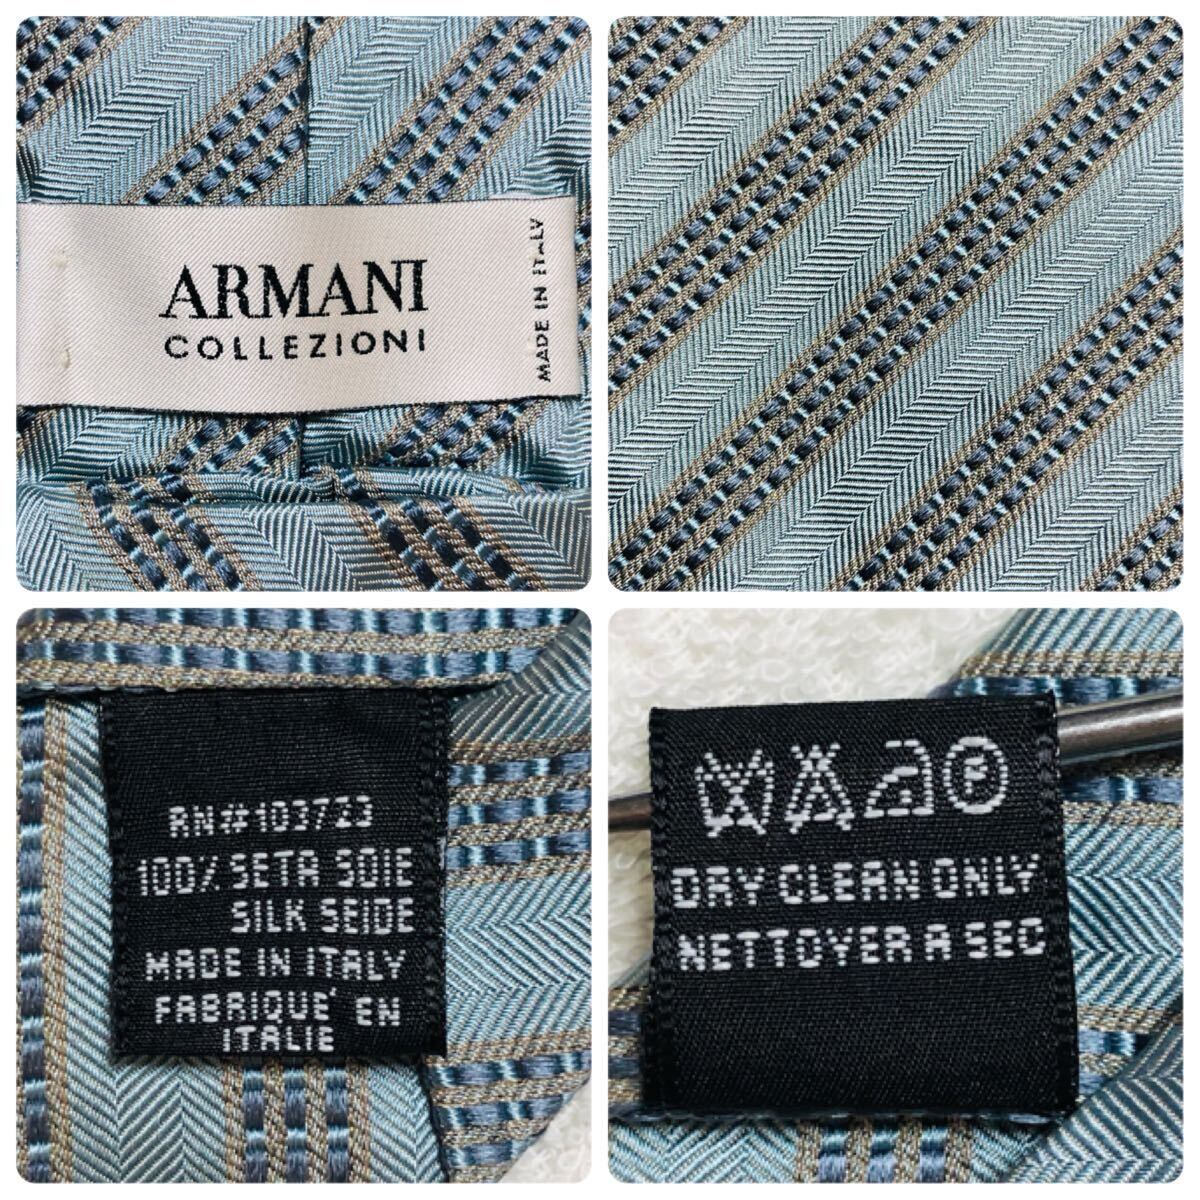 ARMANI
COLLEZIONI
MADE IN ITALY
RN#103723
100% SETA SOIE
SILK SEIDE
MADE IN ITALY
FABRIQUE' EN
ITALIE
P
DRY CLEAN ONLY
NETTOYER A SEC